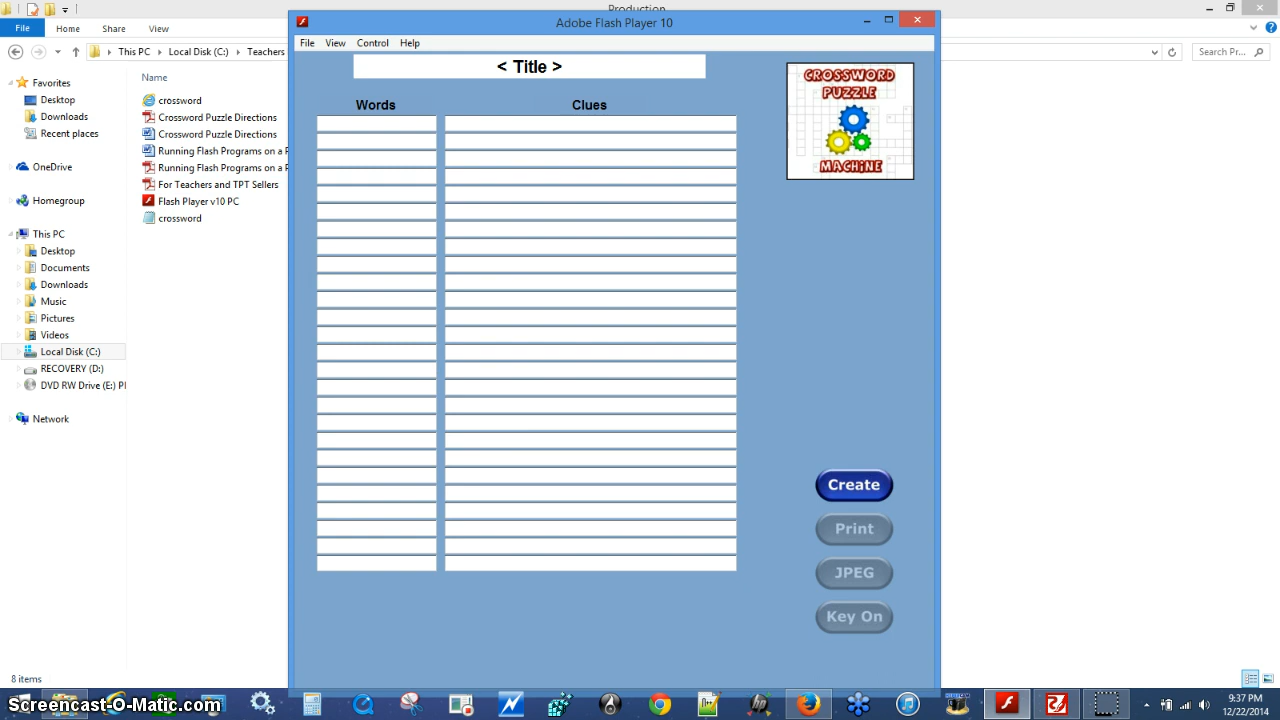 Production
File Home Share View
This PC Local Disk (C:) Teachers
Search Pr...
Favorites
Desktop
Downloads
Recent places
OneDrive
Homegroup
This PC
Desktop
Documents
Downloads
Music
Pictures
Videos
Local Disk (C:)
RECOVERY (D:)
DVD RW Drive (E:) P
Network
Name
crossword
Crossword Puzzle Directions
Crossword Puzzle Directions
Running Flash Programs on a P
Running Flash Programs on a P
For Teachers and TPT Sellers
Flash Player v10 PC
crossword
Adobe Flash Player 10
File View Control Help
< Title >
Words Clues
CROSSWORD
PUZZLE
MACHiNE
Create
Print
JPEG
Key On
8 items
Screencast-O-Matic.com
9:37 PM
12/22/2014